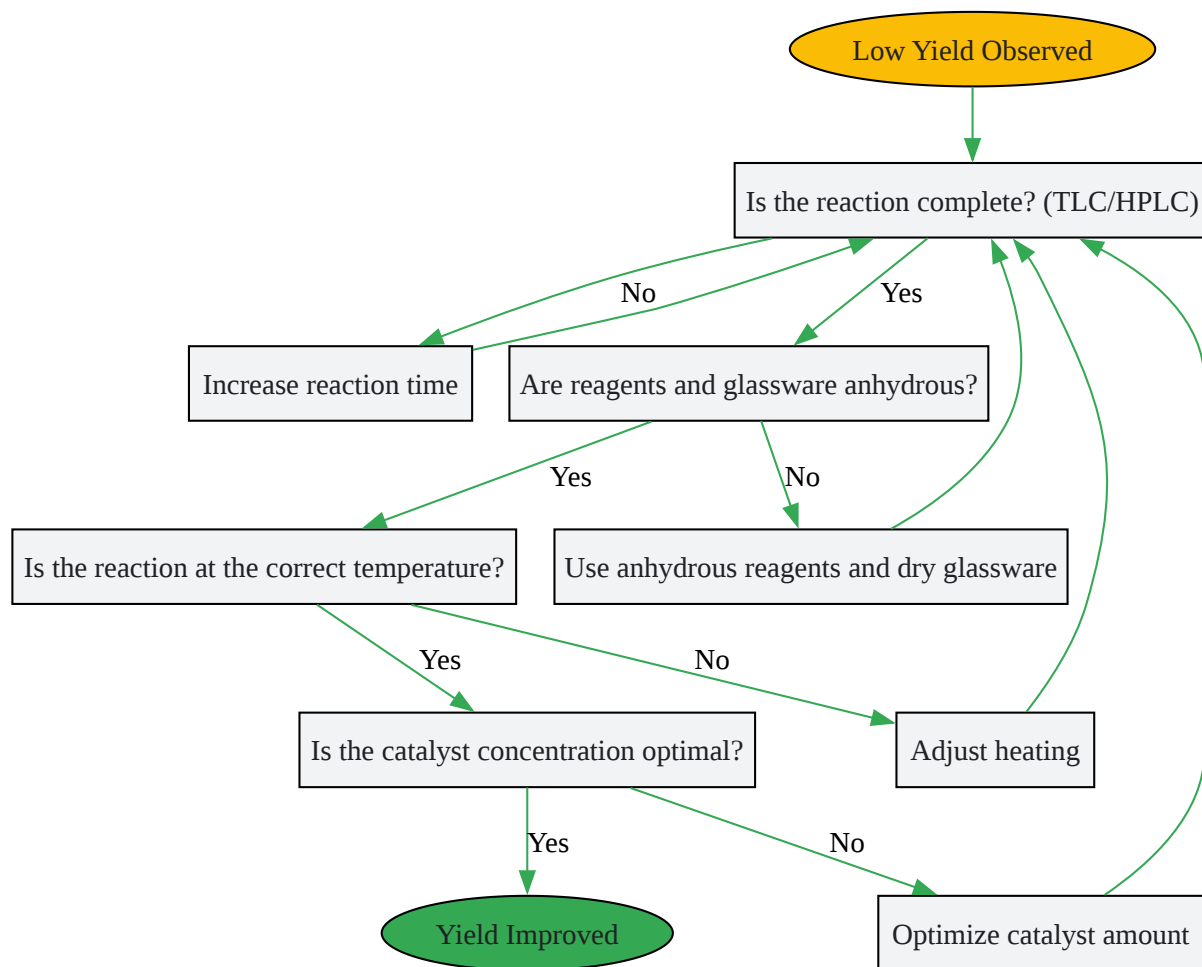 Low Yield Observed
Is the reaction complete? (TLC/HPLC)
No
Yes
Increase reaction time
Are reagents and glassware anhydrous?
Yes
No
Is the reaction at the correct temperature?
Use anhydrous reagents and dry glassware
Yes
No
Is the catalyst concentration optimal?
Adjust heating
Yes
No
Yield Improved
Optimize catalyst amount